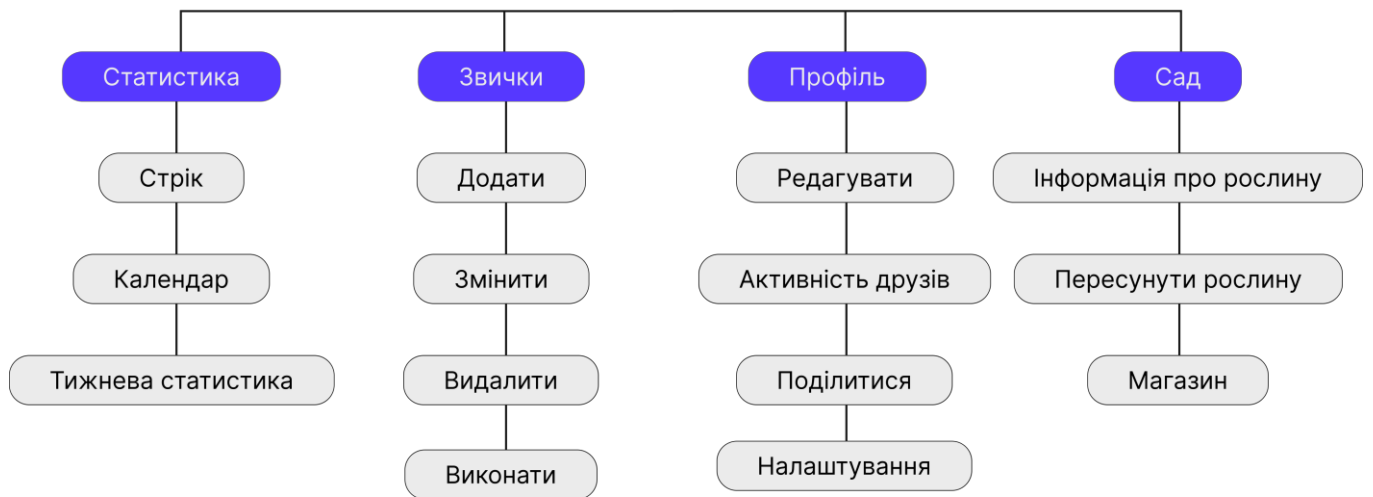 Статистика
Звички
Профіль
Сад
Стрік
Додати
Редагувати
Інформація про рослину
Календар
Змінити
Активність друзів
Пересунути рослину
Тижнева статистика
Видалити
Поділитися
Магазин
Виконати
Налаштування